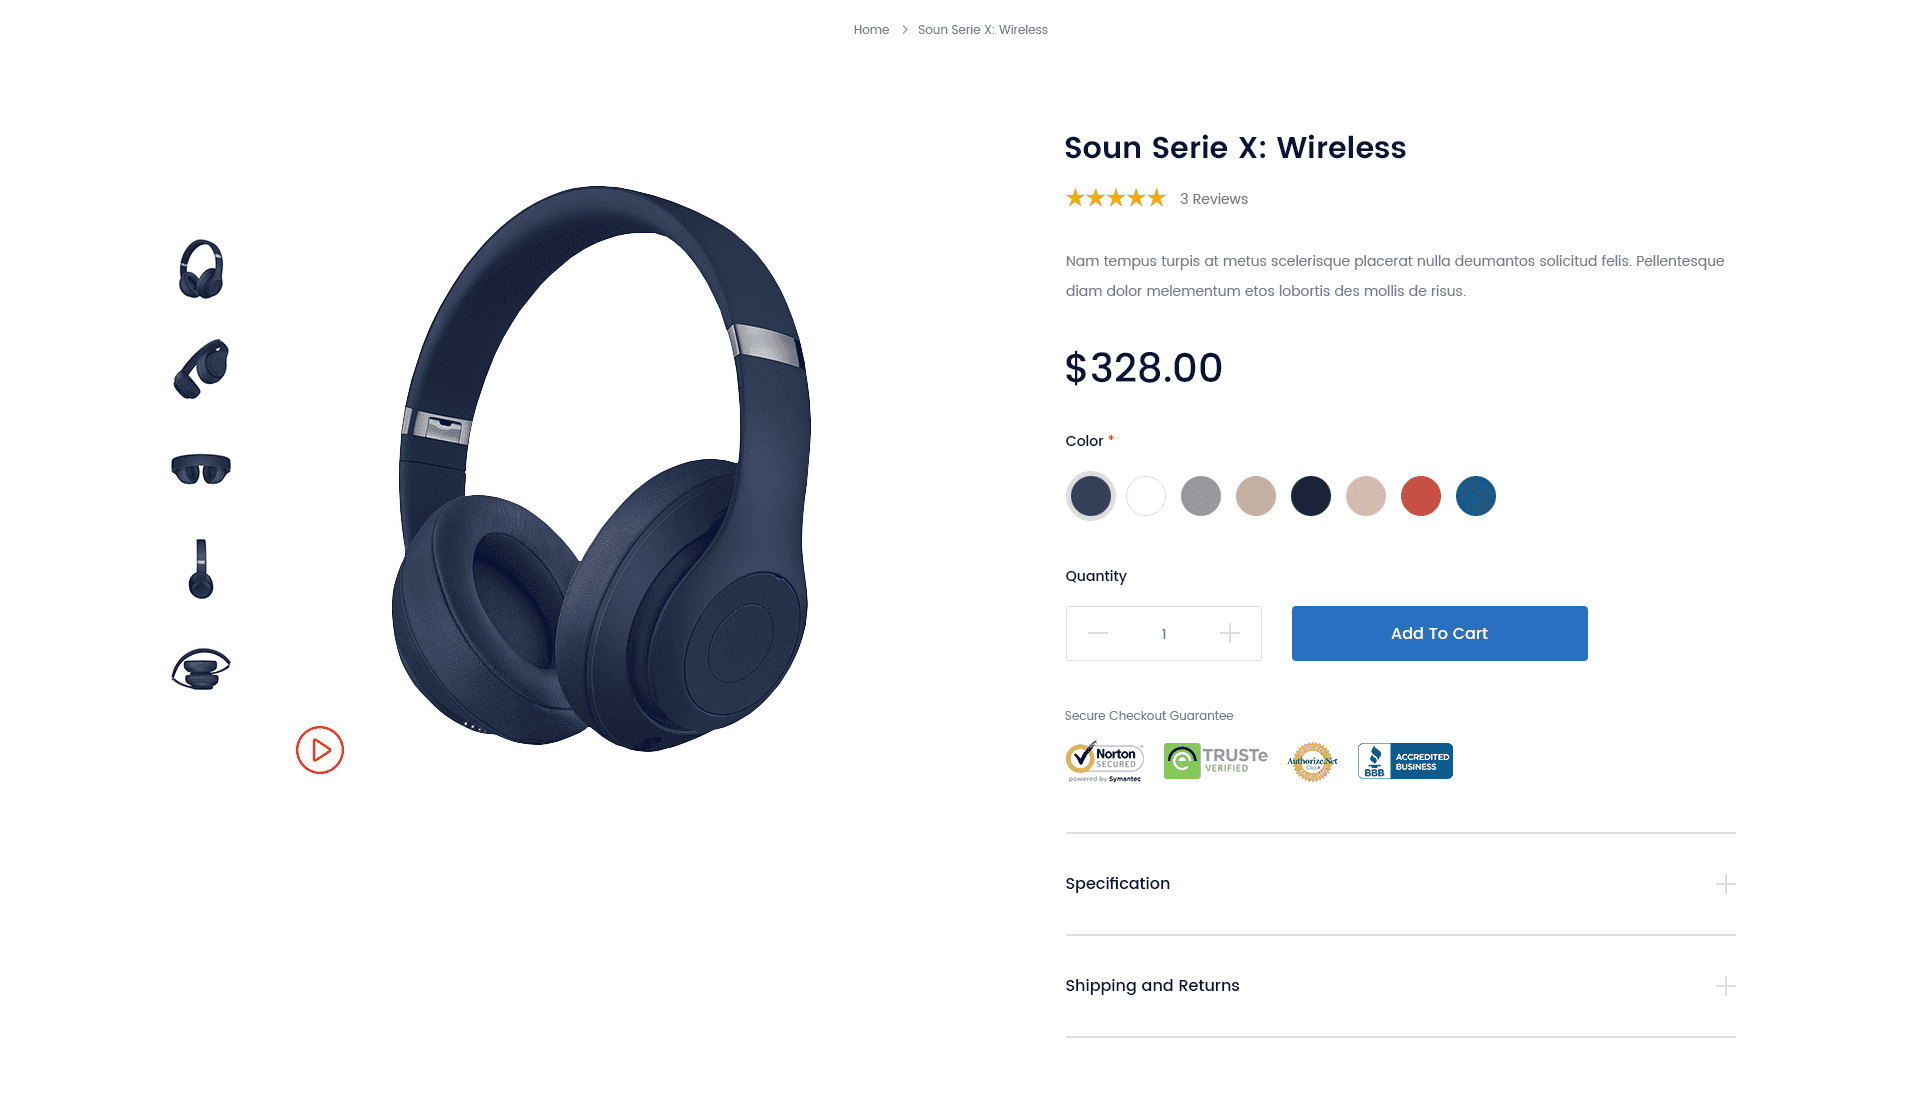 Home > Soun Serie X: Wireless
Soun Serie X: Wireless
3 Reviews
Nam tempus turpis at metus scelerisque placerat nulla deumantos solicitud felis. Pellentesque
diam dolor melementum etos lobortis des mollis de risus.
$328.00
Color *
Quantity
1
Add To Cart
Secure Checkout Guarantee
Norton
SECURED
powered by Symantec
TRUSTe
VERIFIED
Authorize.Net
Click
BBB
ACCREDITED
BUSINESS
Specification
Shipping and Returns